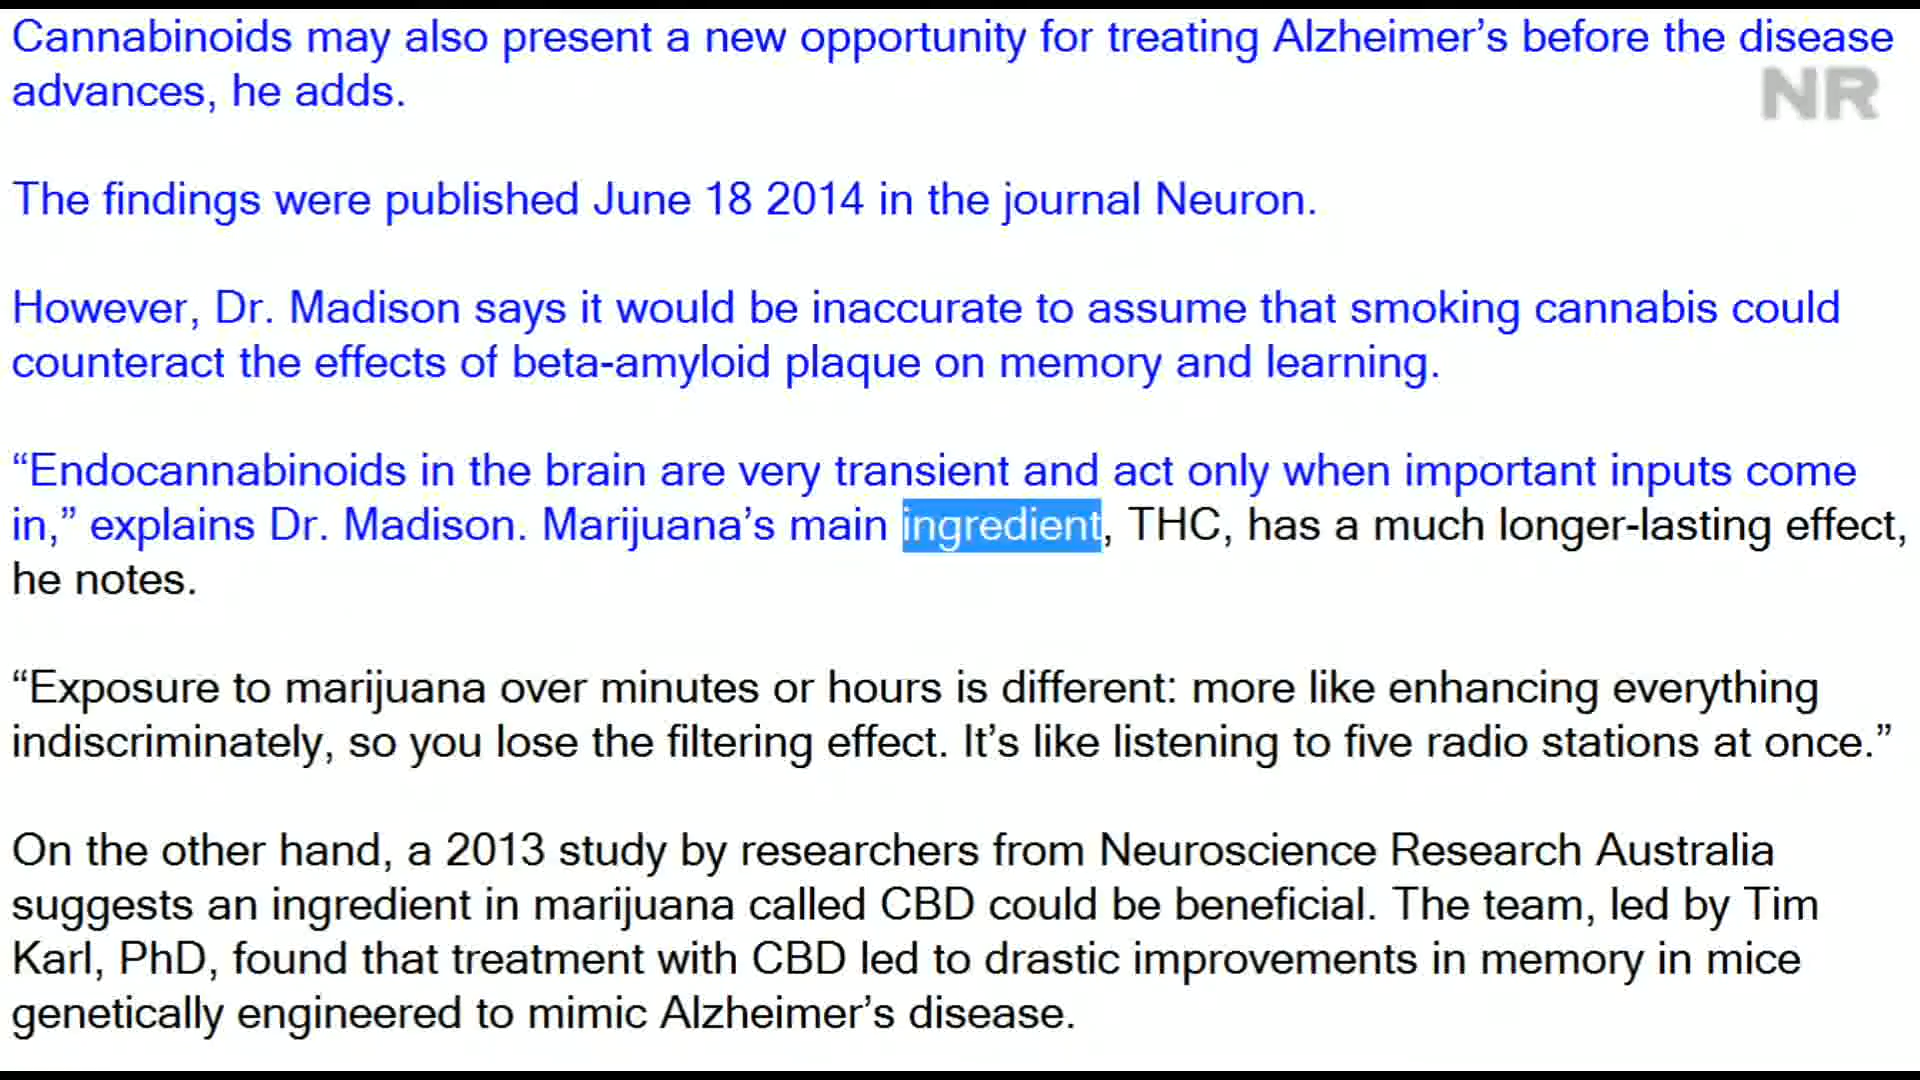 Cannabinoids may also present a new opportunity for treating Alzheimer’s before the disease
advances, he adds.
NR
The findings were published June 18 2014 in the journal Neuron.
However, Dr. Madison says it would be inaccurate to assume that smoking cannabis could
counteract the effects of beta-amyloid plaque on memory and learning.
“Endocannabinoids in the brain are very transient and act only when important inputs come
in,” explains Dr. Madison. Marijuana’s main ingredient, THC, has a much longer-lasting effect,
he notes.
“Exposure to marijuana over minutes or hours is different: more like enhancing everything
indiscriminately, so you lose the filtering effect. It’s like listening to five radio stations at once.”
On the other hand, a 2013 study by researchers from Neuroscience Research Australia
suggests an ingredient in marijuana called CBD could be beneficial. The team, led by Tim
Karl, PhD, found that treatment with CBD led to drastic improvements in memory in mice
genetically engineered to mimic Alzheimer’s disease.